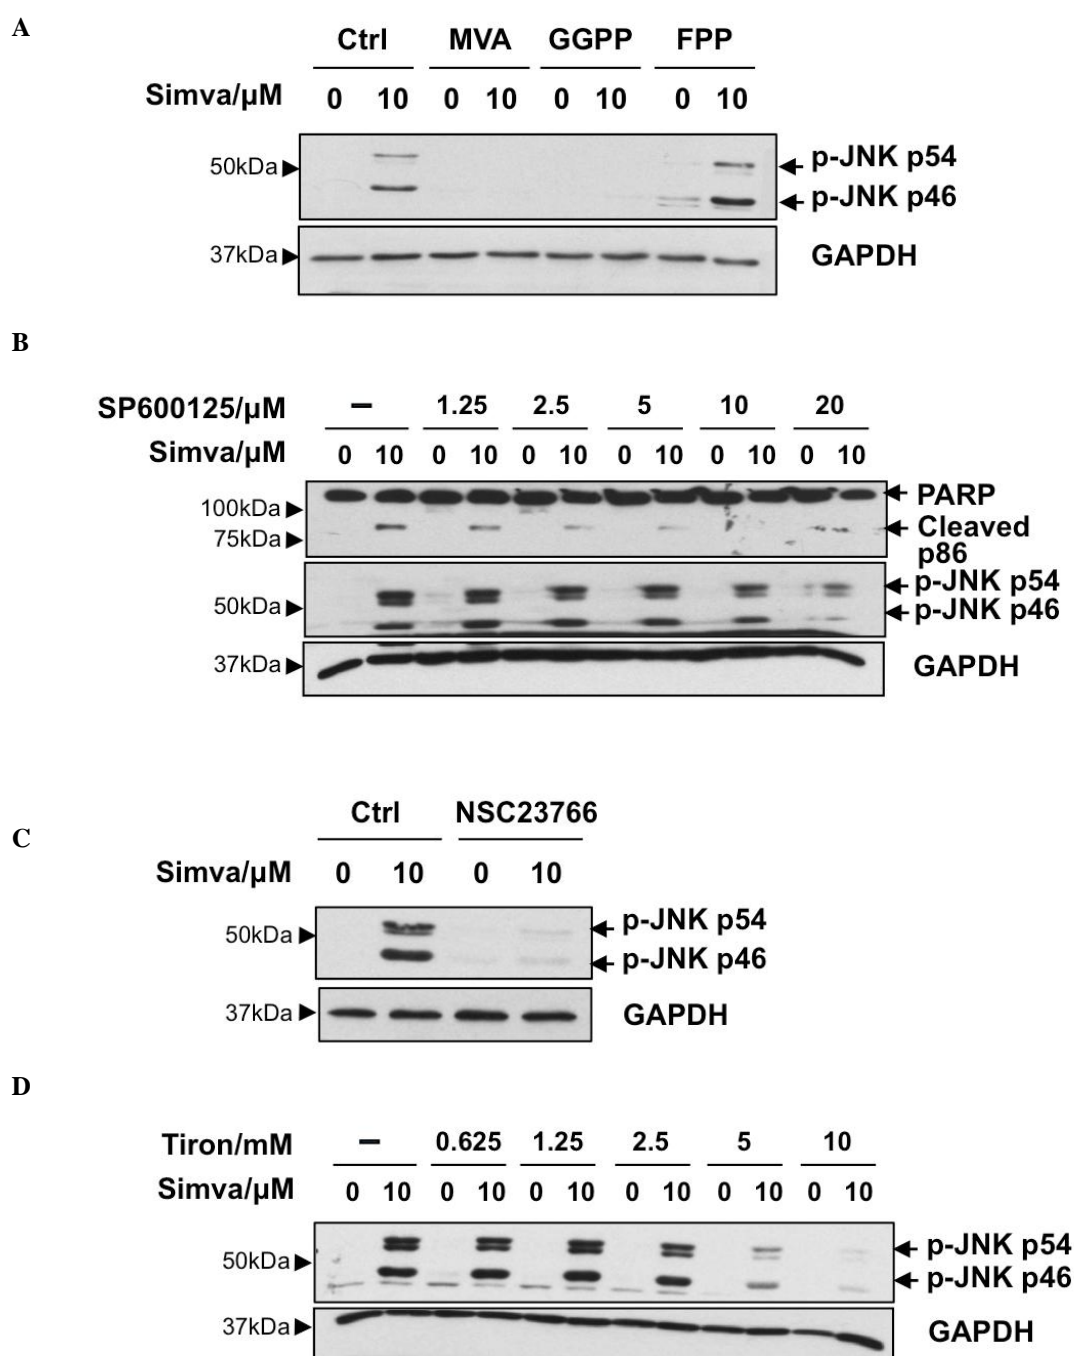 A
Ctrl MVA GGPP FPP
Simva/µM 0 10 0 10 0 10 0 10
50kDa p-JNK p54
p-JNK p46
37kDa GAPDH
B
SP600125/µM – 1.25 2.5 5 10 20
Simva/µM 0 10 0 10 0 10 0 10 0 10 0 10
100kDa PARP
75kDa Cleaved
p86
p-JNK p54
50kDa p-JNK p46
37kDa GAPDH
Ctrl NSC23766
C
Simva/µM 0 10 0 10
50kDa p-JNK p54
p-JNK p46
37kDa GAPDH
D
Tiron/mM – 0.625 1.25 2.5 5 10
Simva/µM 0 10 0 10 0 10 0 10 0 10 0 10
50kDa p-JNK p54
p-JNK p46
37kDa GAPDH